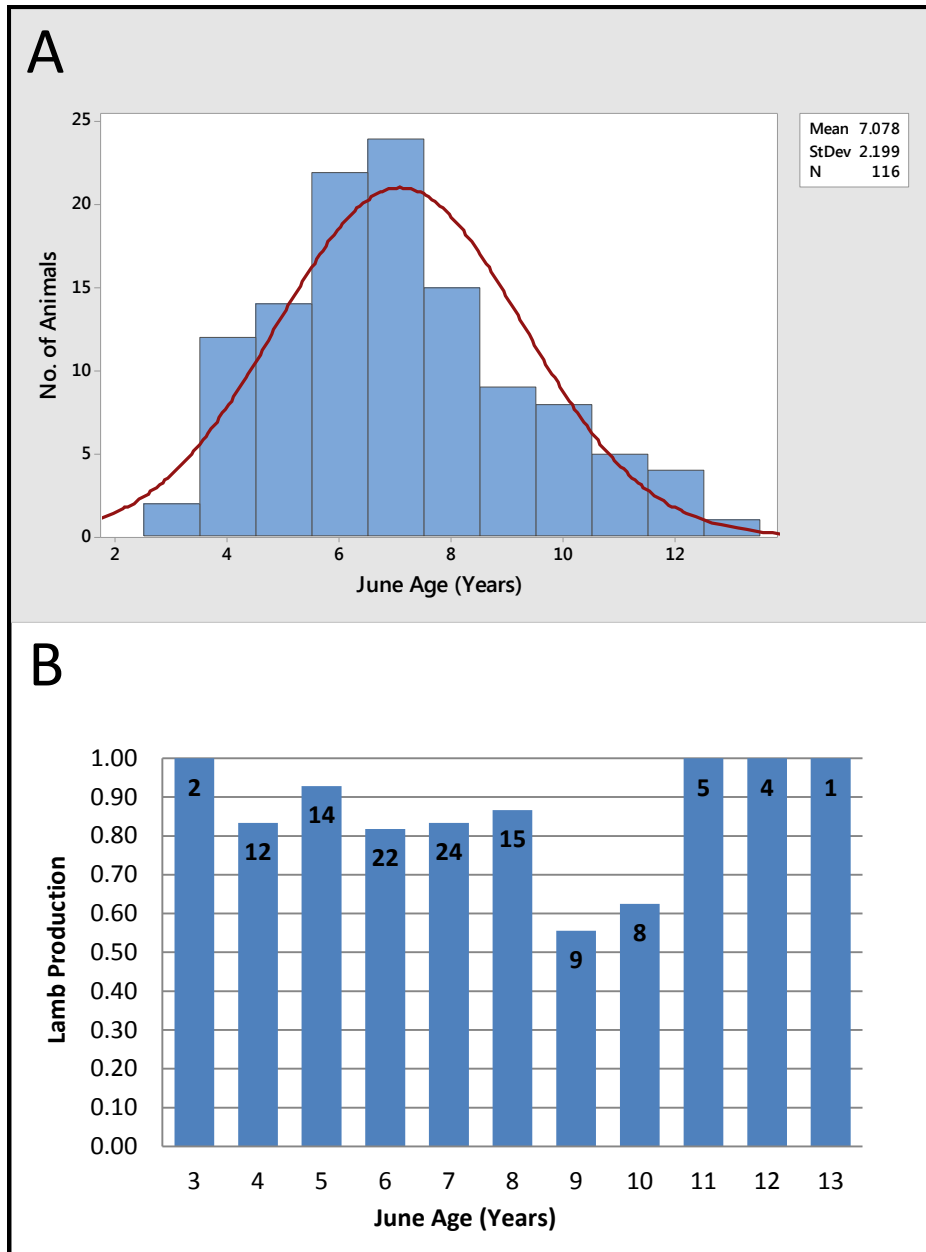 A
Mean 7.078
StDev 2.199
N 116
No. of Animals
25
20
15
10
5
0
2 4 6 8 10 12
June Age (Years)
B
Lamb Production
1.00
0.90
0.80
0.70
0.60
0.50
0.40
0.30
0.20
0.10
0.00
2 12 14 22 24 15 9 8 5 4 1
3 4 5 6 7 8 9 10 11 12 13
June Age (Years)